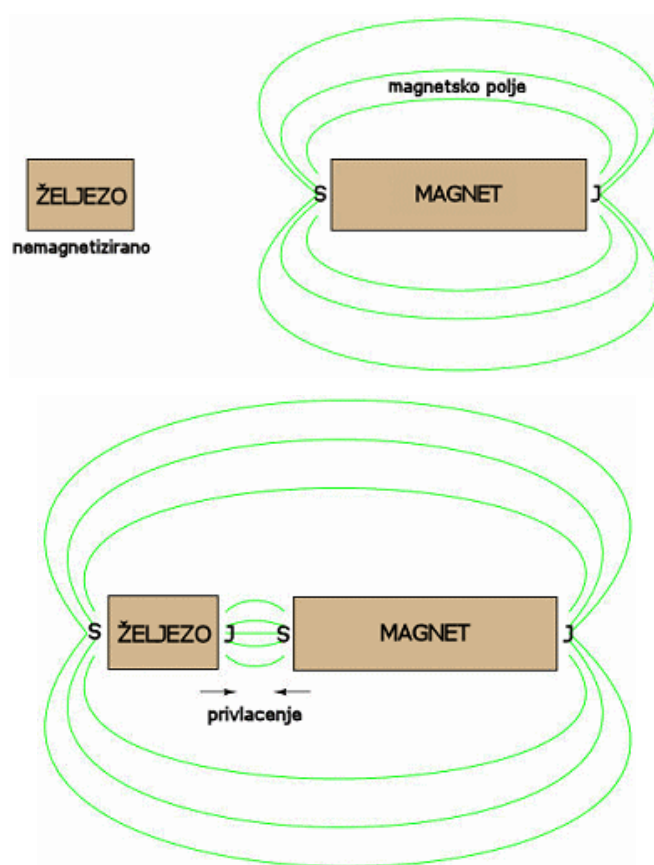 magnetsko polje
ŽELJEZO
S
MAGNET
J
nemagnetizirano
S
ŽELJEZO
J
S
MAGNET
J
privlacenje